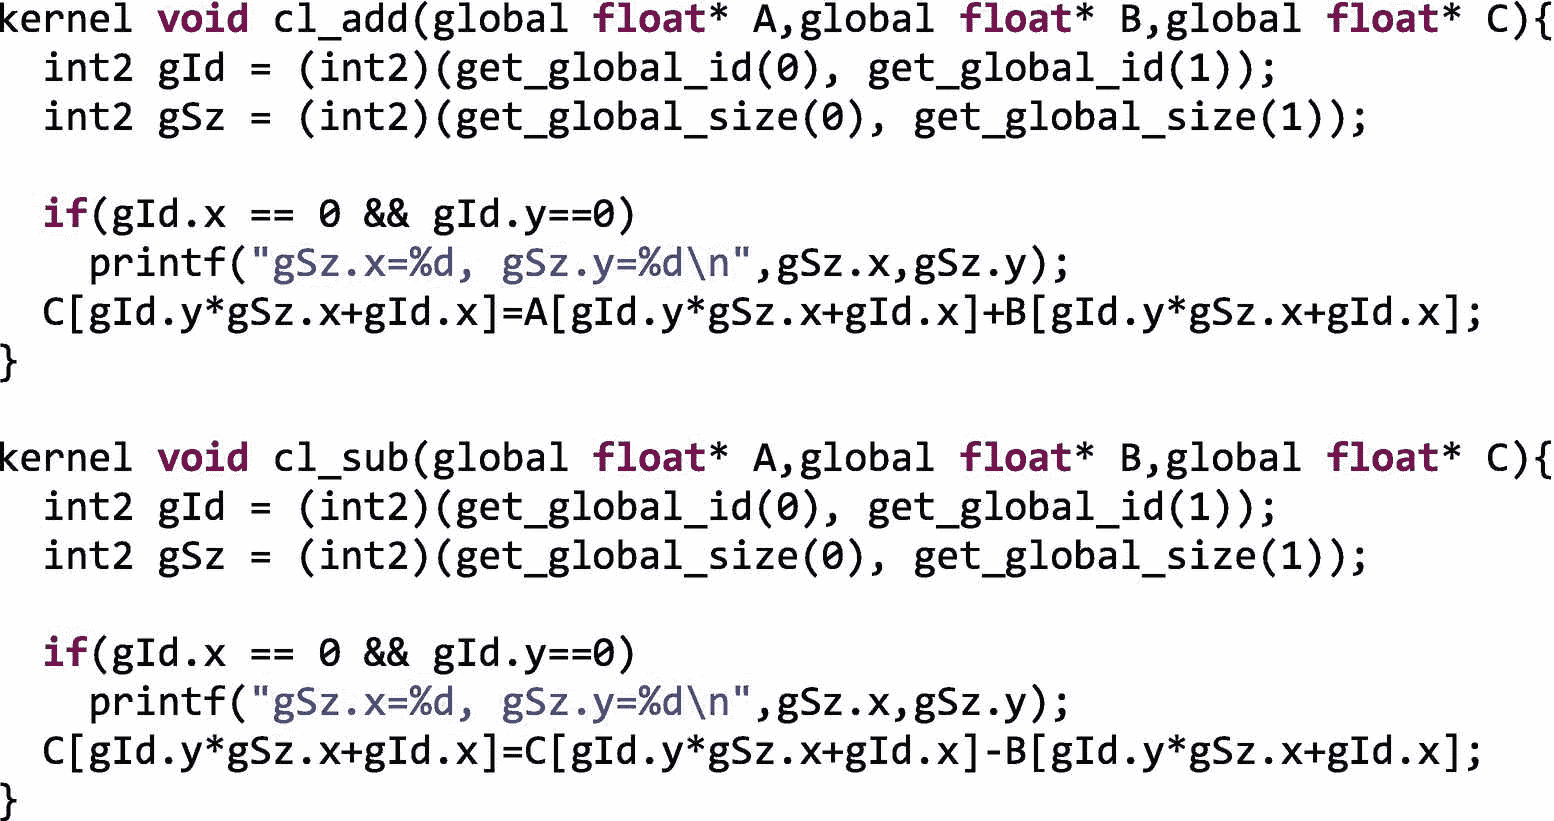 kernel void cl_add(global float* A,global float* B,global float* C){
  int2 gId = (int2)(get_global_id(0), get_global_id(1));
  int2 gSz = (int2)(get_global_size(0), get_global_size(1));

  if(gId.x == 0 && gId.y==0)
    printf("gSz.x=%d, gSz.y=%d\n",gSz.x,gSz.y);
  C[gId.y*gSz.x+gId.x]=A[gId.y*gSz.x+gId.x]+B[gId.y*gSz.x+gId.x];
}

kernel void cl_sub(global float* A,global float* B,global float* C){
  int2 gId = (int2)(get_global_id(0), get_global_id(1));
  int2 gSz = (int2)(get_global_size(0), get_global_size(1));

  if(gId.x == 0 && gId.y==0)
    printf("gSz.x=%d, gSz.y=%d\n",gSz.x,gSz.y);
  C[gId.y*gSz.x+gId.x]=C[gId.y*gSz.x+gId.x]-B[gId.y*gSz.x+gId.x];
}